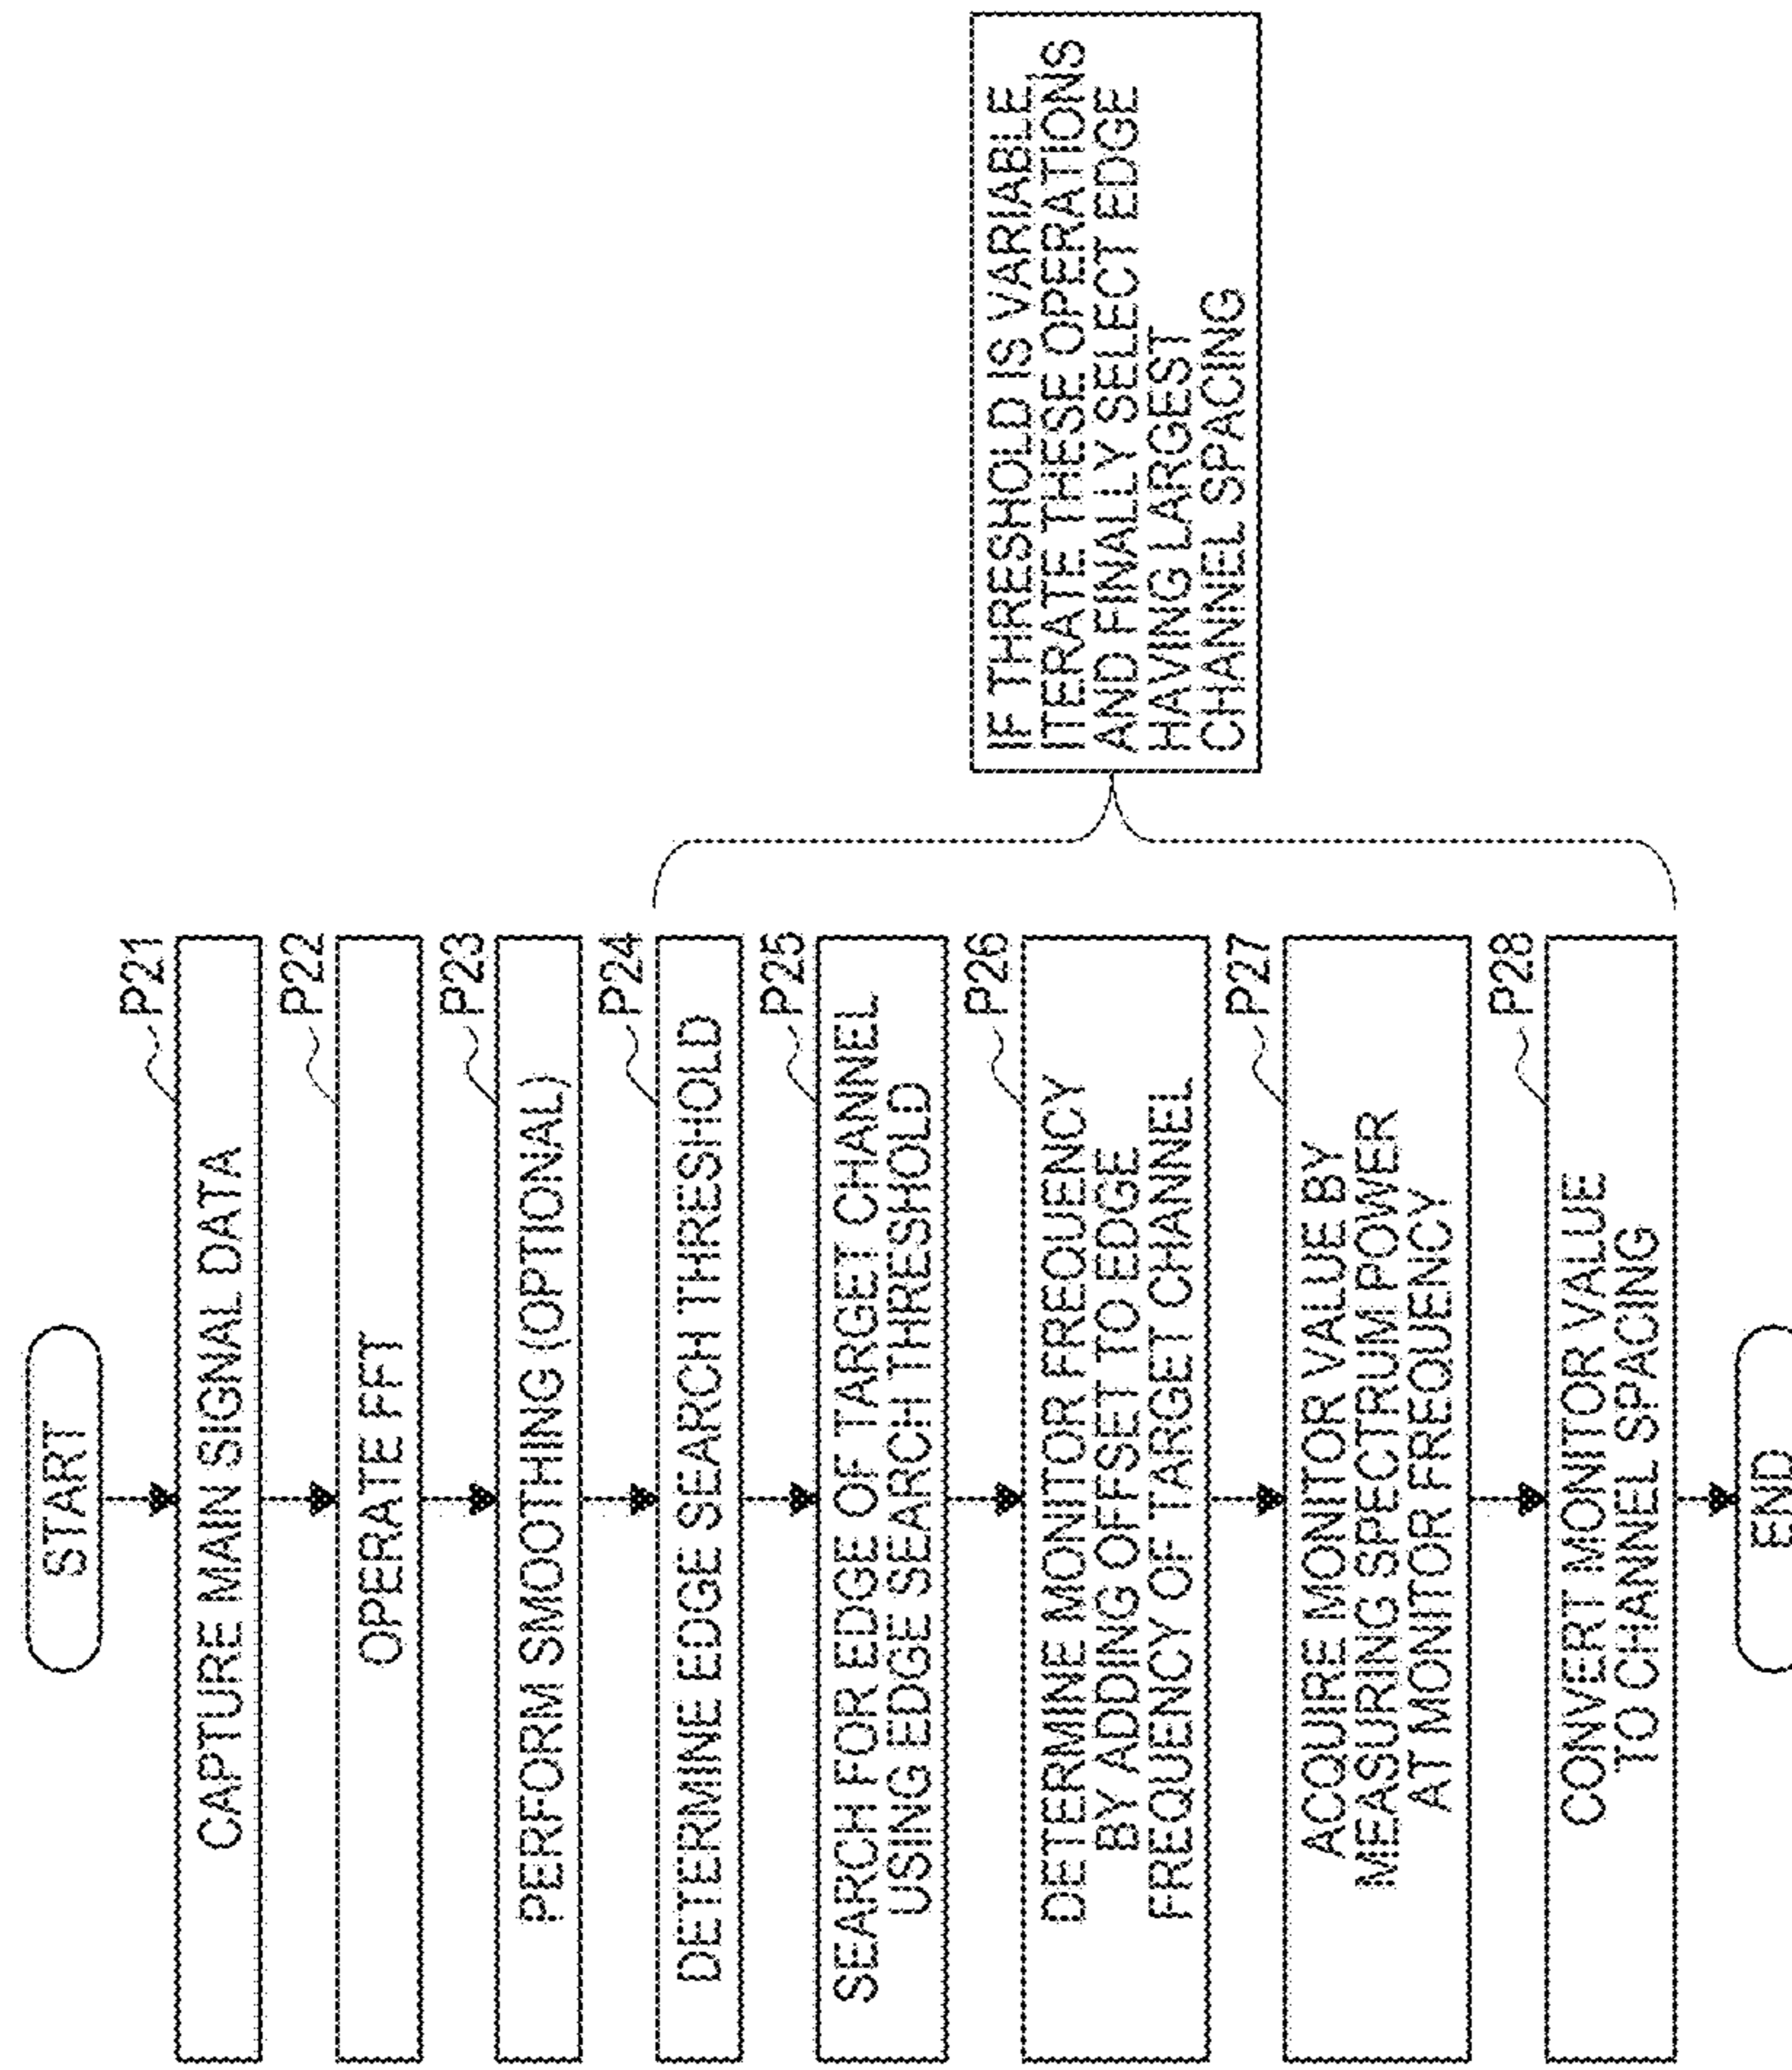 START
P21
CAPTURE MAIN SIGNAL DATA
P22
OPERATE FFT
P23
PERFORM SMOOTHING (OPTIONAL)
P24
DETERMINE EDGE SEARCH THRESHOLD
P25
SEARCH FOR EDGE OF TARGET CHANNEL
USING EDGE SEARCH THRESHOLD
P26
DETERMINE MONITOR FREQUENCY
BY ADDING OFFSET TO EDGE
FREQUENCY OF TARGET CHANNEL
P27
ACQUIRE MONITOR VALUE BY
MEASURING SPECTRUM POWER
AT MONITOR FREQUENCY
P28
CONVERT MONITOR VALUE
TO CHANNEL SPACING
END
IF THRESHOLD IS VARIABLE,
ITERATE THESE OPERATIONS
AND FINALLY SELECT EDGE
HAVING LARGEST
CHANNEL SPACING